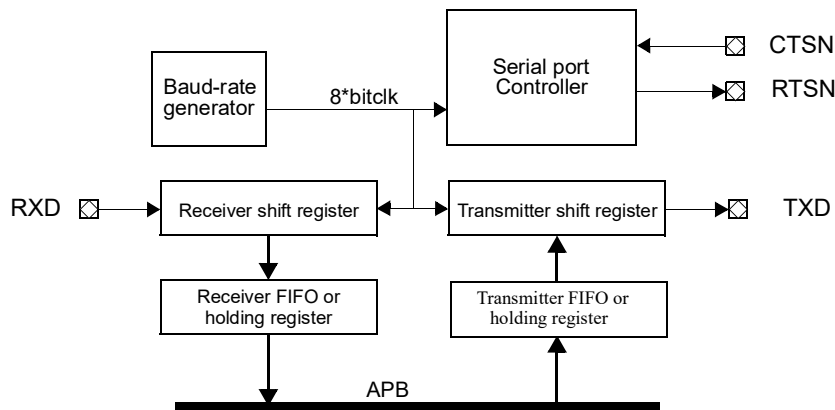 CTSN
Serial port
Controller
Baud-rate
generator
8*bitclk
RTSN
RXD
Receiver shift register
Transmitter shift register
TXD
Receiver FIFO or
holding register
Transmitter FIFO or
holding register
APB